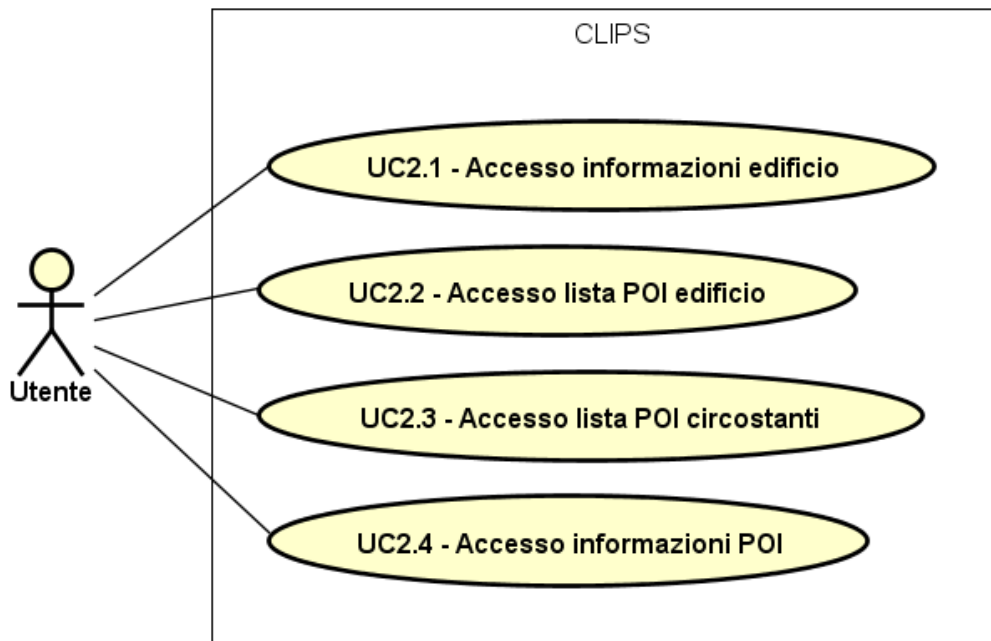 CLIPS
UC2.1 - Accesso informazioni edificio
UC2.2 - Accesso lista POI edificio
Utente
UC2.3 - Accesso lista POI circostanti
UC2.4 - Accesso informazioni POI